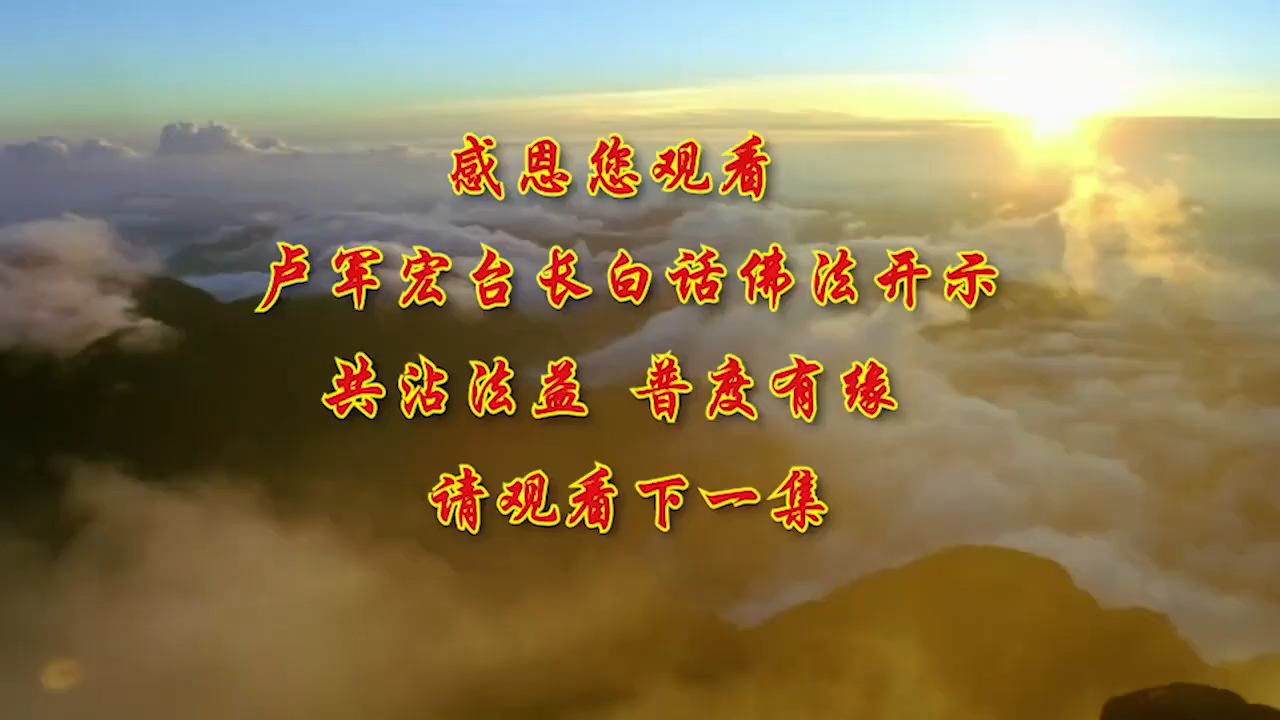 感恩您观看
卢军宏台长白话佛法开示
共沾法益 普度有缘
请观看下一集